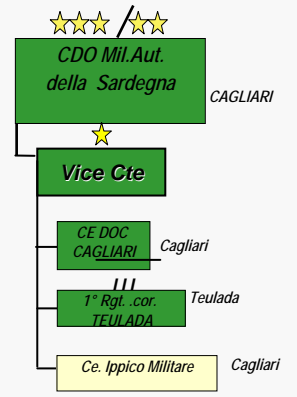 CDO Mil.Aut.
della Sardegna
CAGLIARI
Vice Cte
CE DOC
CAGLIARI
Cagliari
III
1° Rgt. .cor.
TEULADA
Teulada
Ce. Ippico Militare
Cagliari